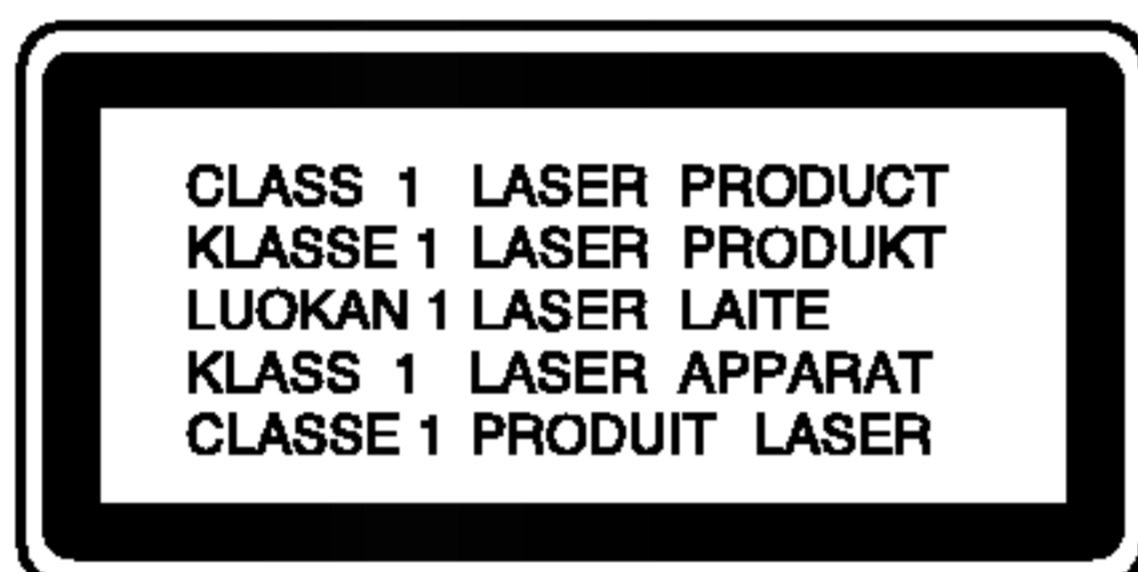 CLASS 1 LASER PRODUCT
KLASSE 1 LASER PRODUKT
LUOKAN 1 LASER LAITE
KLASS 1 LASER APPARAT
CLASSE 1 PRODUIT LASER